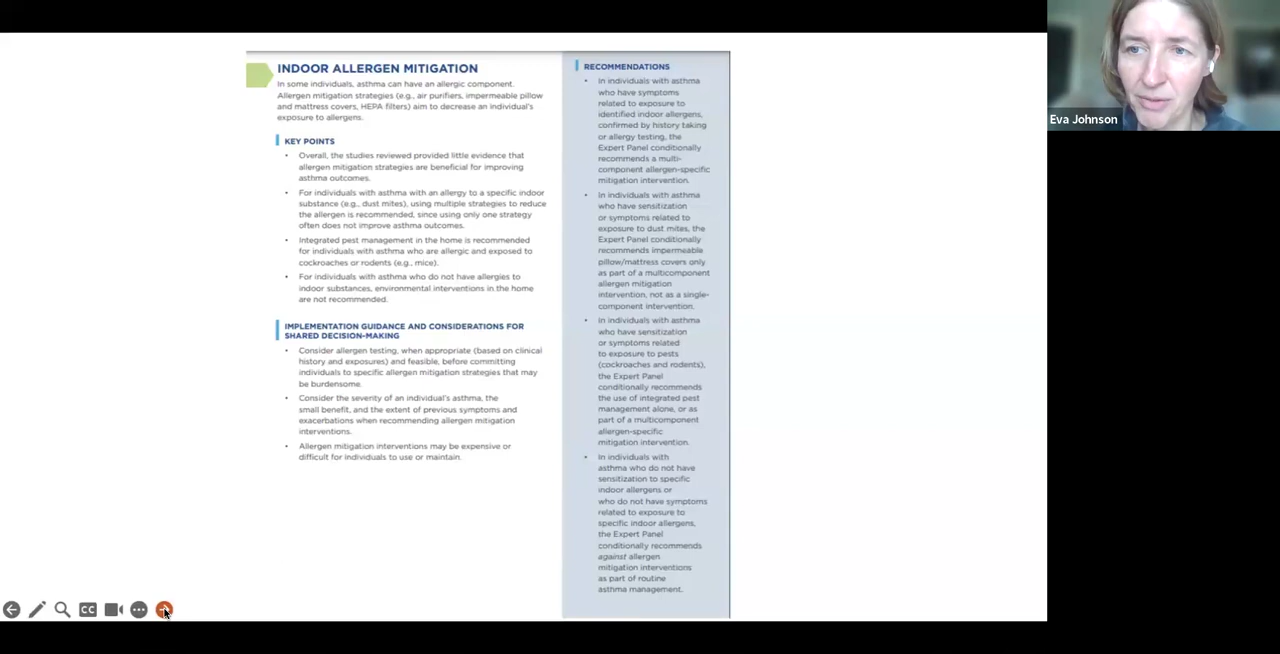 INDOOR ALLERGEN MITIGATION
In some individuals, asthma can have an allergic component.
Allergen mitigation strategies (e.g., air purifiers, impermeable pillow
and mattress covers, HEPA filters) aim to decrease an individual's
exposure to allergens.
KEY POINTS
• Overall, the studies reviewed provided little evidence that
allergen mitigation strategies are beneficial for improving
asthma outcomes.
• For individuals with asthma with an allergy to a specific indoor
substance (e.g., dust mites), using multiple strategies to reduce
the allergen is recommended, since using only one strategy
often does not improve asthma outcomes.
• Integrated pest management in the home is recommended
for individuals with asthma who are allergic and exposed to
cockroaches or rodents (e.g., mice).
• For individuals with asthma who do not have allergies to
indoor substances, environmental interventions in the home
are not recommended.
IMPLEMENTATION GUIDANCE AND CONSIDERATIONS FOR
SHARED DECISION-MAKING
• Consider allergen testing, when appropriate (based on clinical
history and exposures) and feasible, before committing
individuals to specific allergen mitigation strategies that may
be burdensome.
• Consider the severity of an individual's asthma, the
small benefit, and the extent of previous symptoms and
exacerbations when recommending allergen mitigation
interventions.
• Allergen mitigation interventions may be expensive or
difficult for individuals to use or maintain.
RECOMMENDATIONS
• In individuals with asthma
who have symptoms
related to exposure to
identified indoor allergens,
confirmed by history taking
or allergy testing, the
Expert Panel conditionally
recommends a multi-
component allergen-specific
mitigation intervention.
• In individuals with asthma
who have sensitization
or symptoms related to
exposure to dust mites, the
Expert Panel conditionally
recommends impermeable
pillow/mattress covers only
as part of a multicomponent
allergen mitigation
intervention, not as a single-
component intervention.
• In individuals with asthma
who have sensitization
or symptoms related
to exposure to pests
(cockroaches and rodents),
the Expert Panel
conditionally recommends
the use of integrated pest
management alone, or as
part of a multicomponent
allergen-specific
mitigation intervention.
• In individuals with
asthma who do not have
sensitization to specific
indoor allergens or
who do not have symptoms
related to exposure to
specific indoor allergens,
the Expert Panel
conditionally recommends
against allergen
mitigation interventions
as part of routine
asthma management.
Eva Johnson
CC